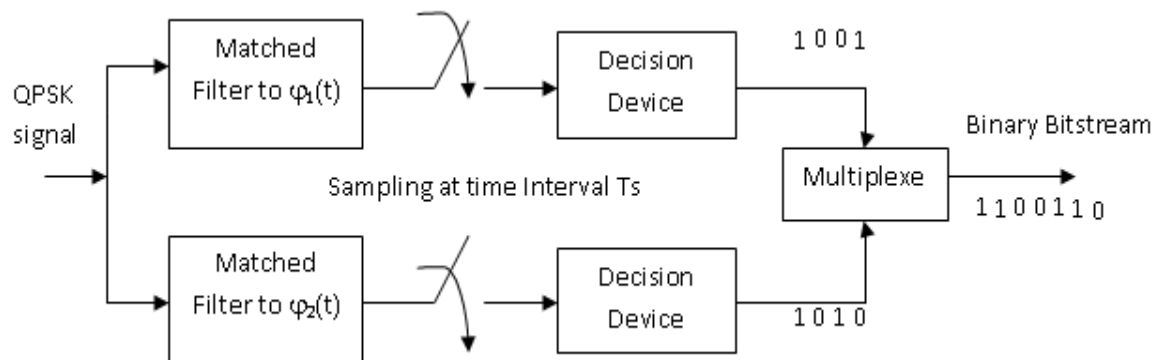 QPSK
signal
Matched
Filter to φ₁(t)
Decision
Device
1 0 0 1
Sampling at time Interval Ts
Matched
Filter to φ₂(t)
Decision
Device
1 0 1 0
Multiplexe
Binary Bitstream
1 1 0 0 1 1 0